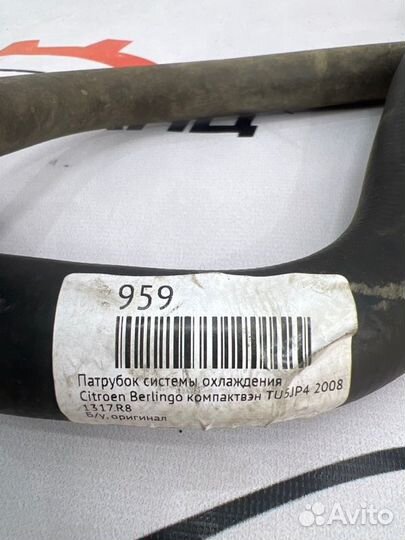 959
Патрубок системы охлаждения
Citroen Berlingo компактвэн TU5JP4 2008
1317.R8
Б/у, оригинал
Avito